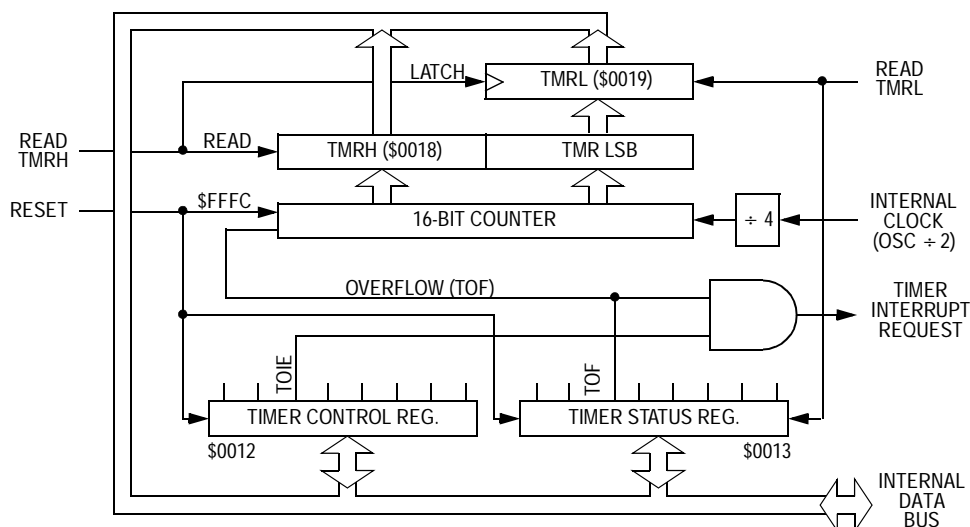 LATCH
TMRL ($0019)
READ
TMRL
READ
TMRH
READ
TMRH ($0018)
TMR LSB
RESET
$FFFC
16-BIT COUNTER
÷ 4
INTERNAL
CLOCK
(OSC ÷ 2)
OVERFLOW (TOF)
TIMER
INTERRUPT
REQUEST
TOIE
TOF
TIMER CONTROL REG.
TIMER STATUS REG.
$0012
$0013
INTERNAL
DATA
BUS